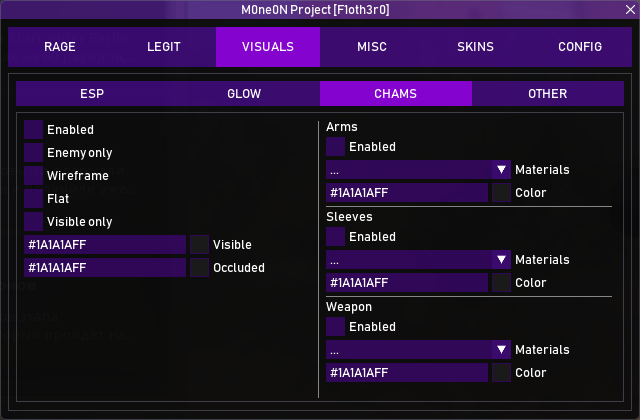 M0ne0N Project [F1oth3r0]
RAGE LEGIT VISUALS MISC SKINS CONFIG
ESP GLOW CHAMS OTHER
Enabled
Enemy only
Wireframe
Flat
Visible only
#1A1A1AFF Visible
#1A1A1AFF Occluded
Arms
Enabled
... Materials
#1A1A1AFF Color
Sleeves
Enabled
... Materials
#1A1A1AFF Color
Weapon
Enabled
... Materials
#1A1A1AFF Color